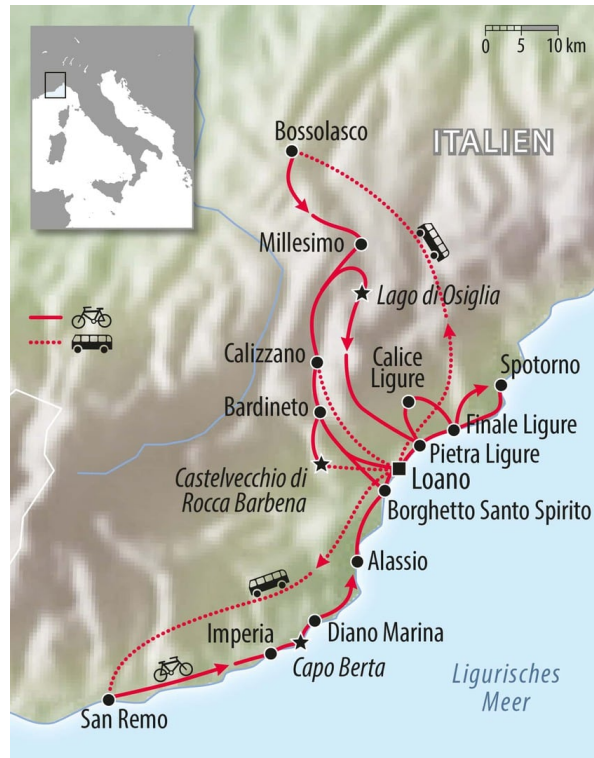 0 5 10 km
ITALIEN
Bossolasco
Millesimo
Lago di Osiglia
Calizzano
Calice
Ligure
Spotorno
Bardineto
Finale Ligure
Pietra Ligure
Castelvecchio di
Rocca Barbena
Loano
Borghetto Santo Spirito
Alassio
Imperia
Diano Marina
Capo Berta
Ligurisches
Meer
San Remo